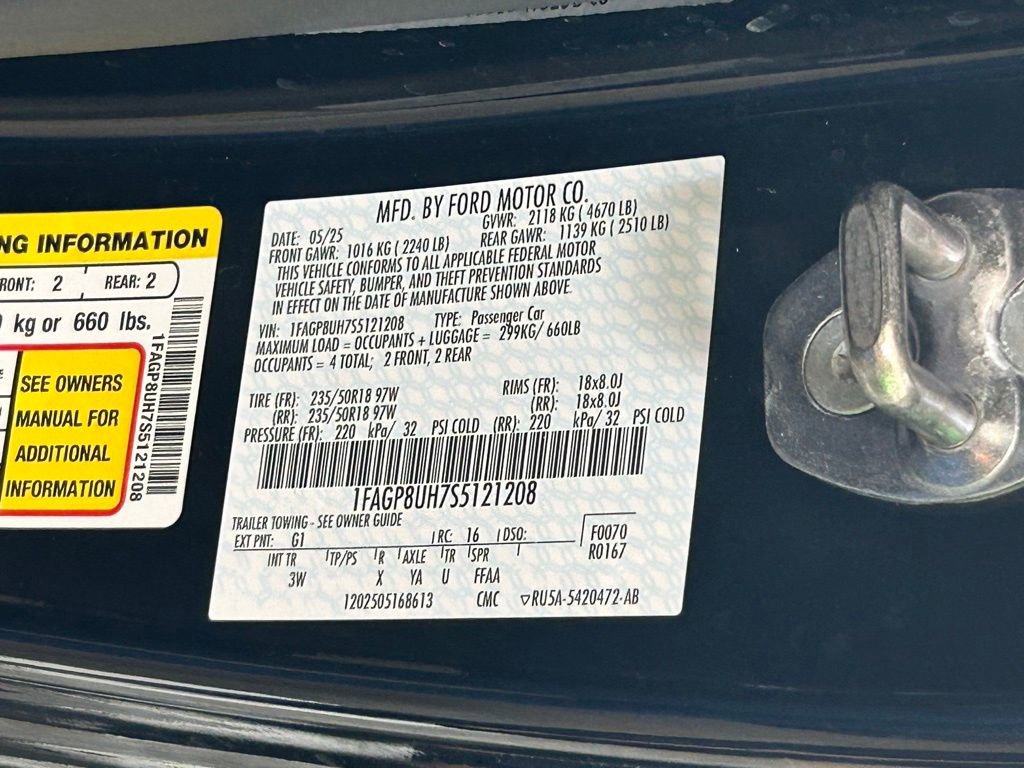 NG INFORMATION
FRONT: 2 REAR: 2
kg or 660 lbs.
SEE OWNERS
MANUAL FOR
ADDITIONAL
INFORMATION
1FAGP8UH7S5121208
MFD. BY FORD MOTOR CO.
DATE: 05/25 GVWR: 2118 KG ( 4670 LB)
FRONT GAWR: 1016 KG ( 2240 LB) REAR GAWR: 1139 KG ( 2510 LB)
THIS VEHICLE CONFORMS TO ALL APPLICABLE FEDERAL MOTOR
VEHICLE SAFETY, BUMPER, AND THEFT PREVENTION STANDARDS
IN EFFECT ON THE DATE OF MANUFACTURE SHOWN ABOVE.
VIN: 1FAGP8UH7S5121208 TYPE: Passenger Car
MAXIMUM LOAD = OCCUPANTS + LUGGAGE = 299KG/ 660LB
OCCUPANTS = 4 TOTAL; 2 FRONT, 2 REAR
TIRE (FR): 235/50R18 97W RIMS (FR): 18x8.0J
(RR): 235/50R18 97W (RR): 18x8.0J
PRESSURE (FR): 220 kPa/ 32 PSI COLD (RR): 220 kPa/ 32 PSI COLD
1FAGP8UH7S5121208
TRAILER TOWING - SEE OWNER GUIDE
EXT PNT: G1 RC: 16 DSO: F0070
R0167
INT TR TP/PS R AXLE TR SPR
3W X YA U FFAA
1202505168613 CMC ▽RU5A-5420472-AB